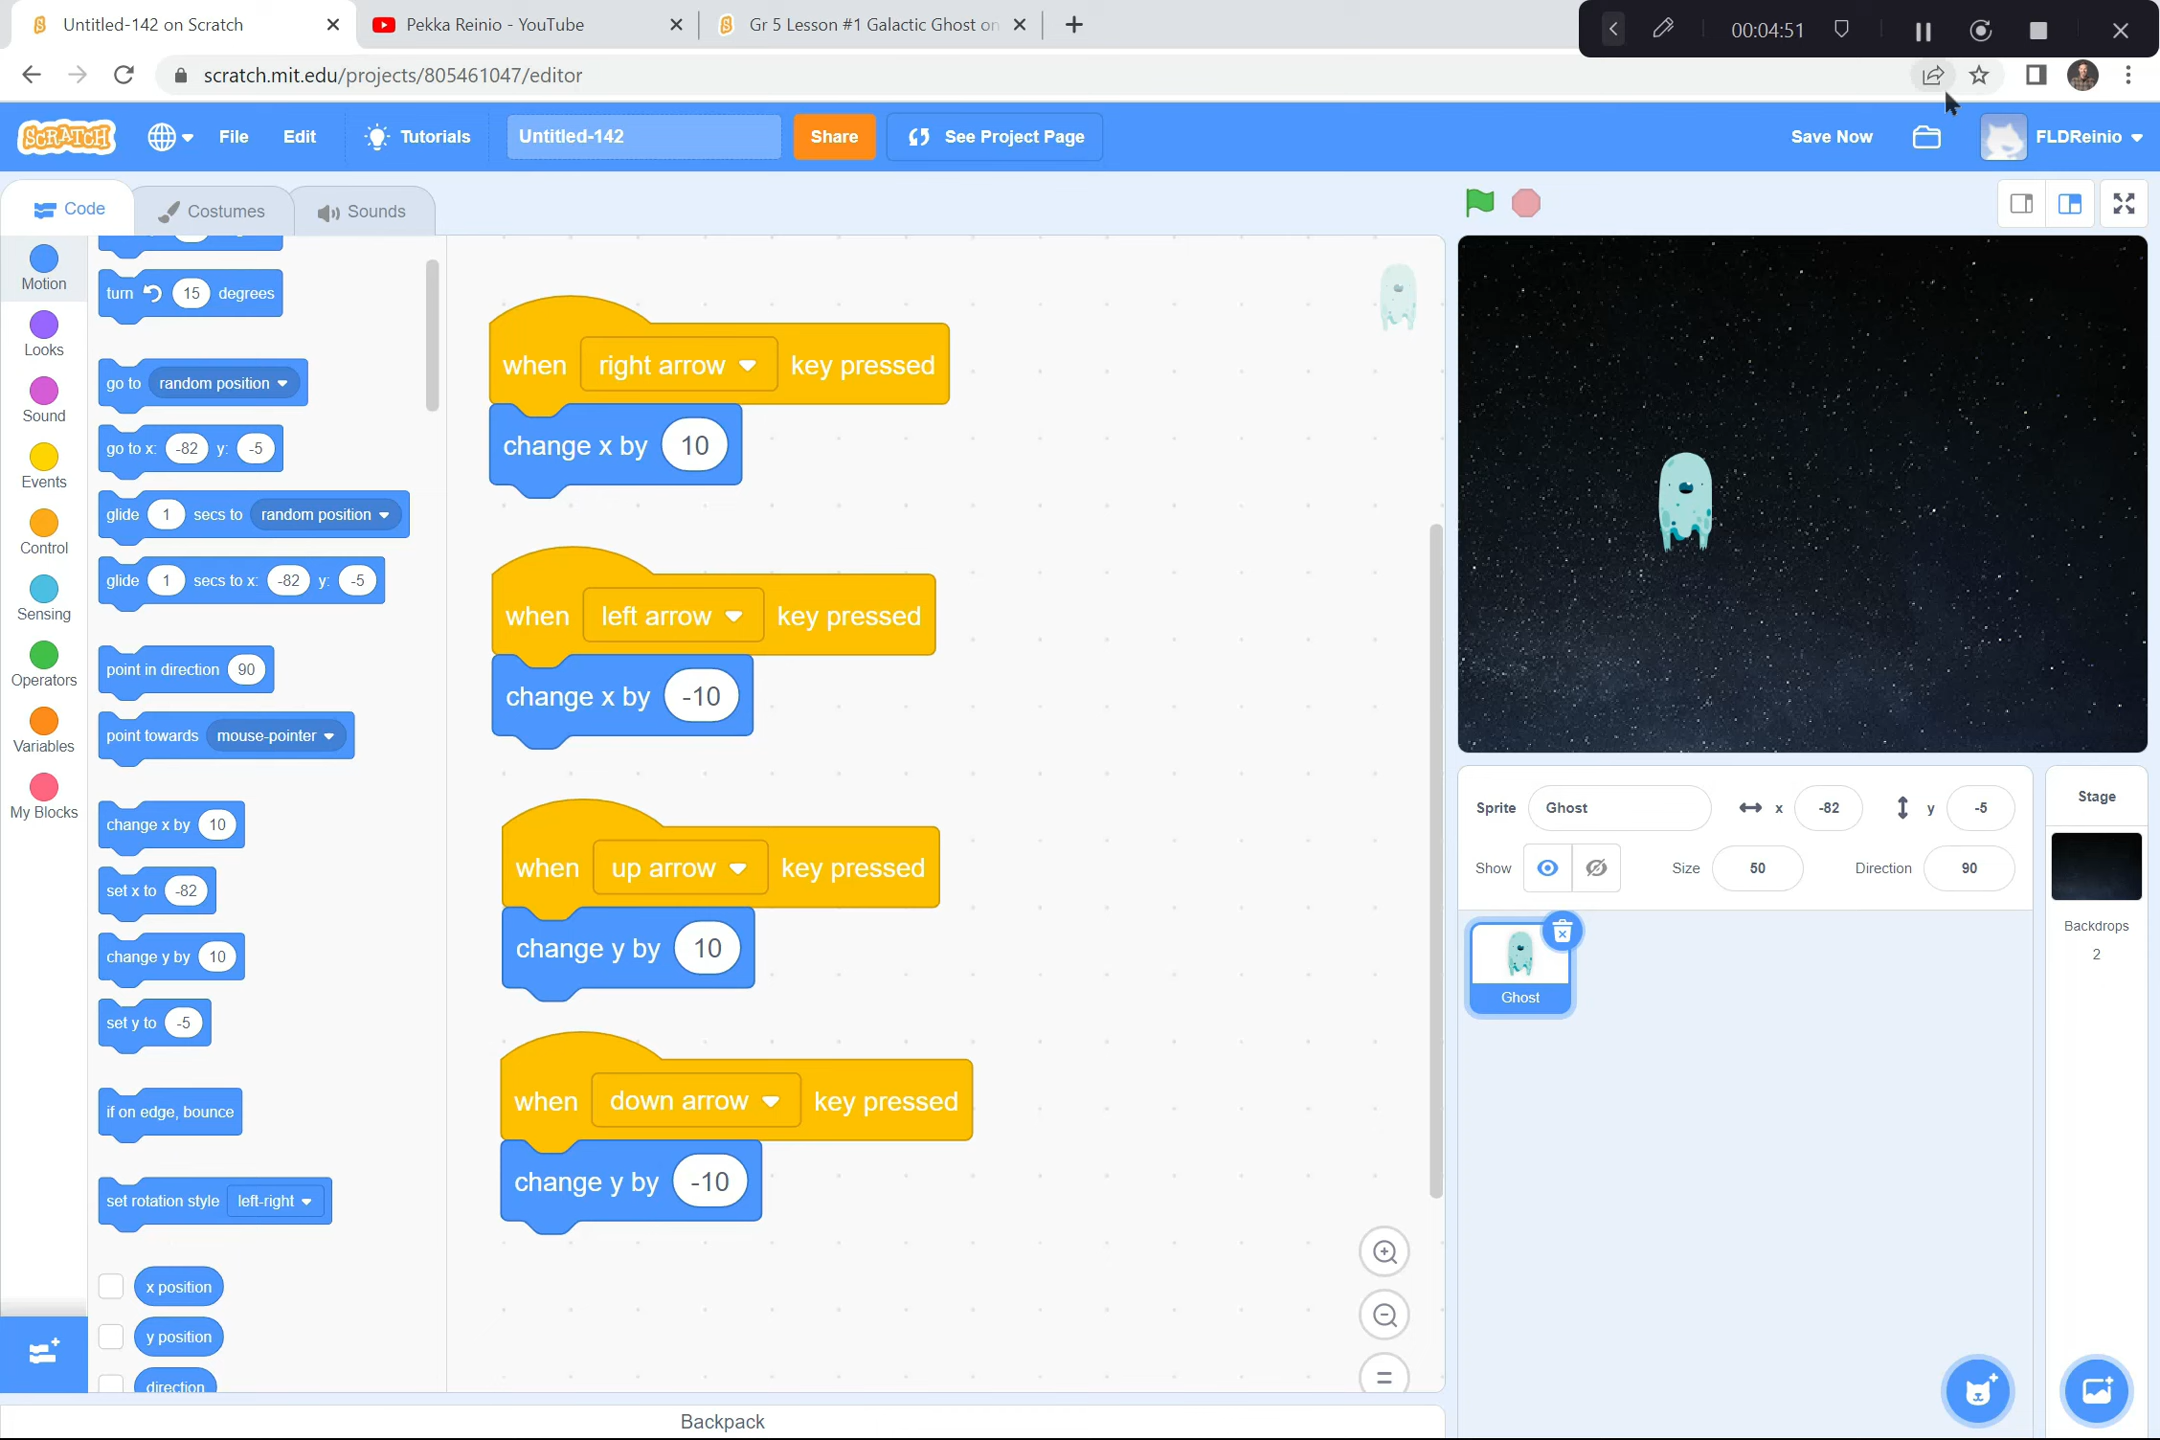 Untitled-142 on Scratch
Pekka Reinio - YouTube
Gr 5 Lesson #1 Galactic Ghost on
00:04:51
scratch.mit.edu/projects/805461047/editor
SCRATCH
File
Edit
Tutorials
Untitled-142
Share
See Project Page
Save Now
FLDReinio
Code
Costumes
Sounds
Motion
Looks
Sound
Events
Control
Sensing
Operators
Variables
My Blocks
turn 15 degrees
go to random position
go to x: -82 y: -5
glide 1 secs to random position
glide 1 secs to x: -82 y: -5
point in direction 90
point towards mouse-pointer
change x by 10
set x to -82
change y by 10
set y to -5
if on edge, bounce
set rotation style left-right
x position
y position
direction
when right arrow key pressed
change x by 10
when left arrow key pressed
change x by -10
when up arrow key pressed
change y by 10
when down arrow key pressed
change y by -10
Sprite Ghost x -82 y -5
Show Size 50 Direction 90
Ghost
Stage
Backdrops
2
Backpack